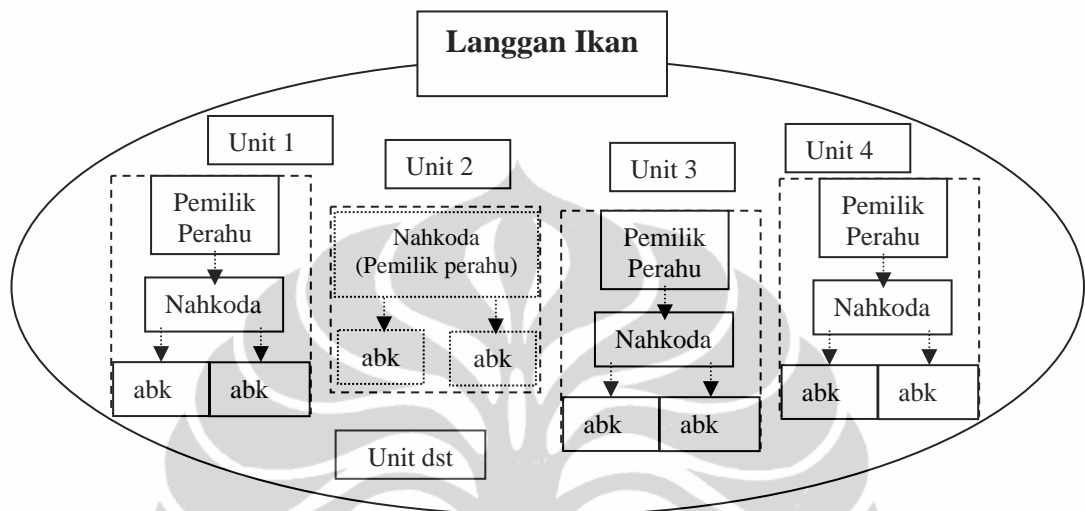 Langgan Ikan
Unit 1
Unit 2
Unit 3
Unit 4
Pemilik
Perahu
Nahkoda
abk
abk
Nahkoda
(Pemilik perahu)
abk
abk
Pemilik
Perahu
Nahkoda
abk
abk
Pemilik
Perahu
Nahkoda
abk
abk
Unit dst